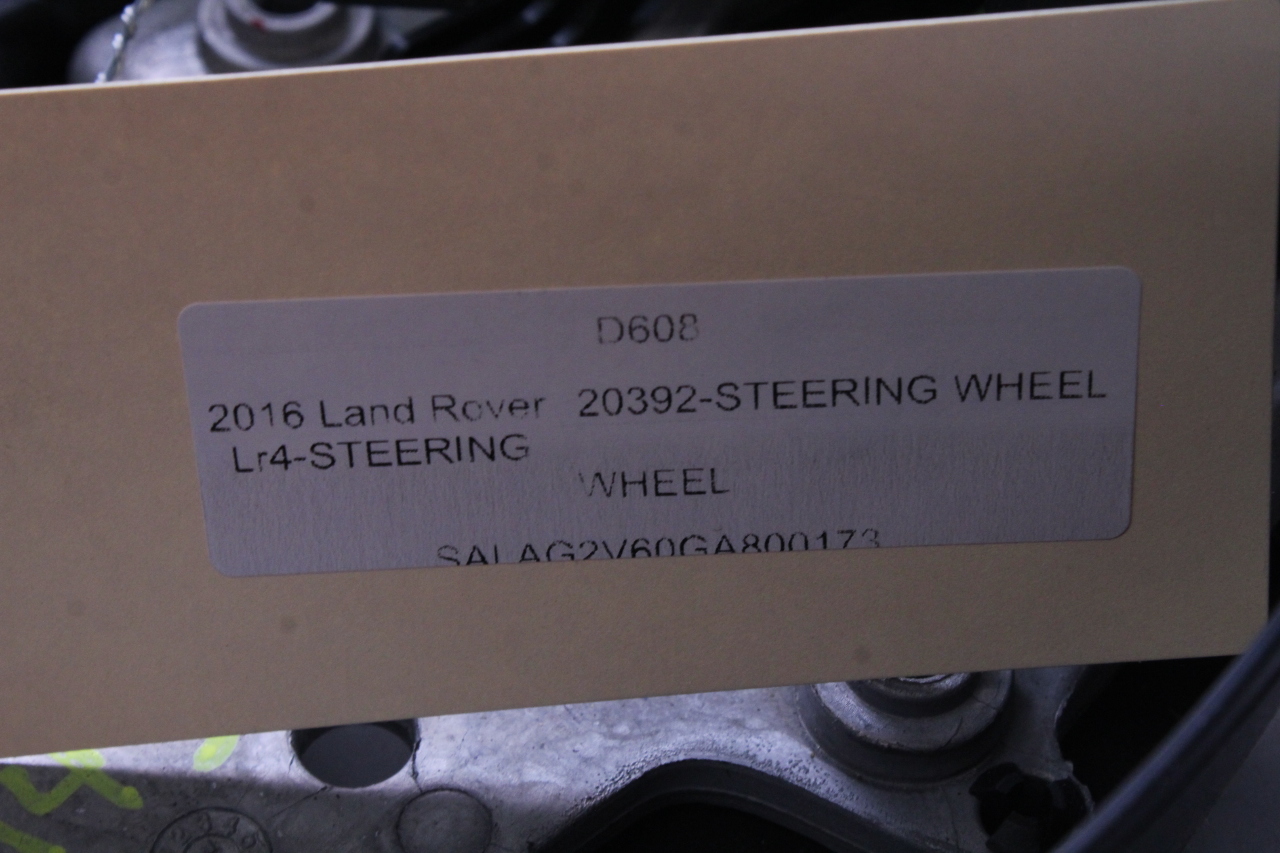 D608
2016 Land Rover 20392-STEERING WHEEL
Lr4-STEERING
WHEEL
SALAG2V60GA800173